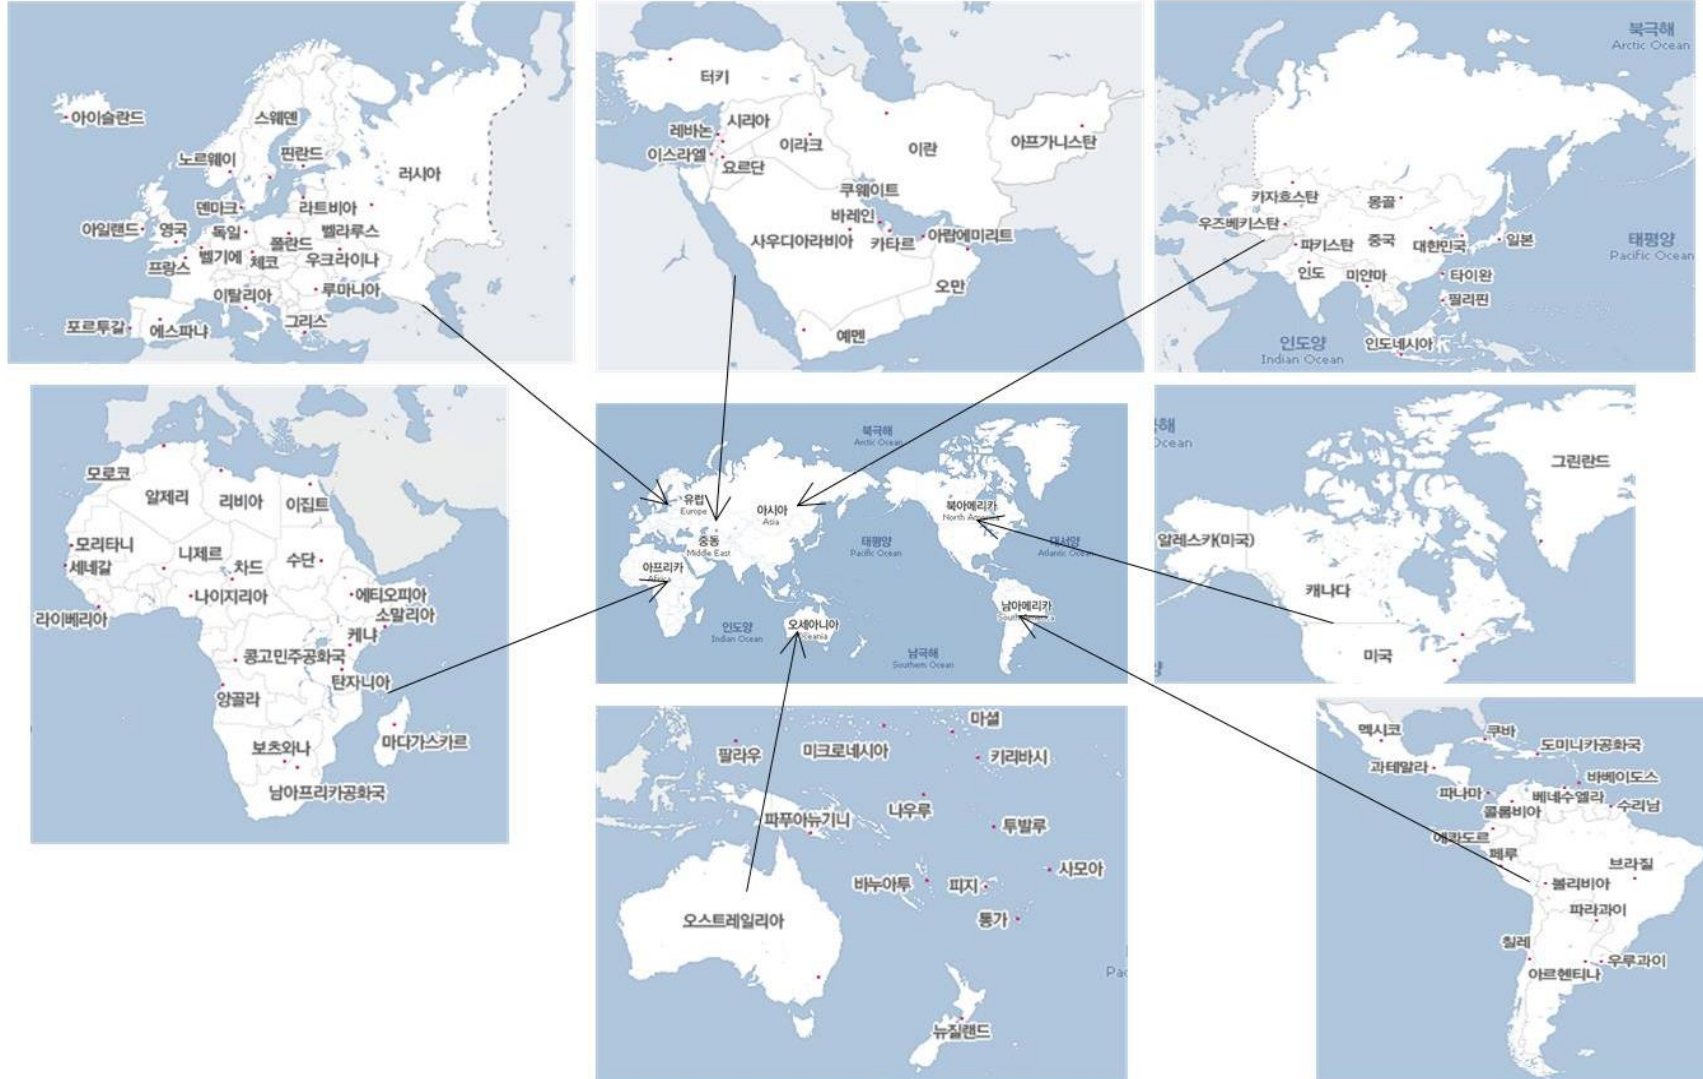 아이슬란드
스웨덴
노르웨이
핀란드
러시아
덴마크
라트비아
아일랜드
영국
독일
폴란드
벨라루스
프랑스
벨기에
체코
우크라이나
이탈리아
루마니아
포르투갈
에스파냐
그리스
터키
레바논
시리아
이스라엘
요르단
이라크
이란
아프가니스탄
쿠웨이트
바레인
사우디아라비아
카타르
아랍에미리트
오만
예멘
북극해
Arctic Ocean
카자흐스탄
몽골
우즈베키스탄
파키스탄
중국
대한민국
일본
태평양
Pacific Ocean
인도
미얀마
타이완
필리핀
인도양
Indian Ocean
인도네시아
모로코
알제리
리비아
이집트
모리타니
세네갈
니제르
차드
수단
나이지리아
에티오피아
라이베리아
소말리아
케냐
콩고민주공화국
탄자니아
앙골라
보츠와나
마다가스카르
남아프리카공화국
북극해
Arctic Ocean
유럽
Europe
아시아
Asia
북아메리카
North America
중동
Middle East
태평양
Pacific Ocean
대서양
Atlantic Ocean
아프리카
Africa
인도양
Indian Ocean
오세아니아
Oceania
남아메리카
South America
남극해
Southern Ocean
해
Ocean
그린란드
알레스카(미국)
캐나다
미국
양
마셜
팔라우
미크로네시아
키리바시
나우루
파푸아뉴기니
투발루
바누아투
피지
사모아
통가
오스트레일리아
Pac
뉴질랜드
멕시코
쿠바
도미니카공화국
과테말라
바베이도스
파나마
베네수엘라
콜롬비아
수리남
에콰도르
페루
브라질
볼리비아
파라과이
칠레
우루과이
아르헨티나